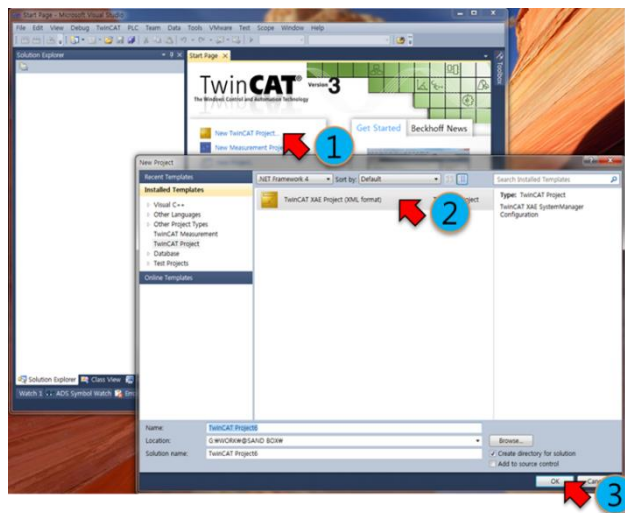 Start Page - Microsoft Visual Studio
File Edit View Debug TwinCAT PLC Team Data Tools VMware Test Scope Window Help
Solution Explorer
Start Page
Toolbox
TwinCAT® Version 3
The Windows Control and Automation Technology
Get Started Beckhoff News
New TwinCAT Project...
New Measurement Proje
1
New Project
Recent Templates
.NET Framework 4 Sort by: Default
Search Installed Templates
Installed Templates
Visual C++
Other Languages
Other Project Types
TwinCAT Measurement
TwinCAT Project
Database
Test Projects
Online Templates
TwinCAT XAE Project (XML format)
2
Type: TwinCAT Project
TwinCAT XAE SystemManager
Configuration
Solution Explorer Class View
Watch 1 ADS Symbol Watch
Name: TwinCAT Project6
Location: G:₩WORK₩@SAND BOX₩
Browse...
Solution name: TwinCAT Project6
Create directory for solution
Add to source control
OK
3